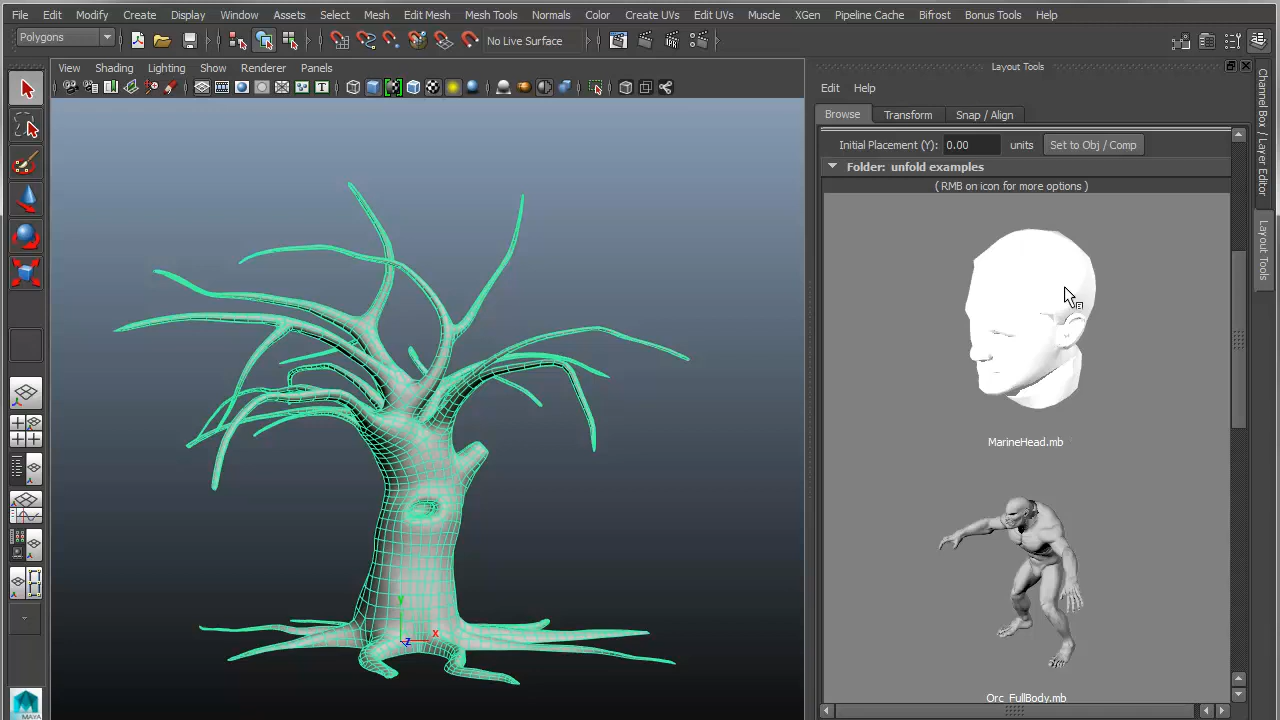 File Edit Modify Create Display Window Assets Select Mesh Edit Mesh Mesh Tools Normals Color Create UVs Edit UVs Muscle XGen Pipeline Cache Bifrost Bonus Tools Help
Polygons No Live Surface
View Shading Lighting Show Renderer Panels
Layout Tools
Edit Help
Browse Transform Snap / Align
Initial Placement (Y): 0.00 units Set to Obj / Comp
Folder: unfold examples
( RMB on icon for more options )
MarineHead.mb
Orc_FullBody.mb
Channel Box / Layer Editor
Layout Tools
y
x
z
MAYA